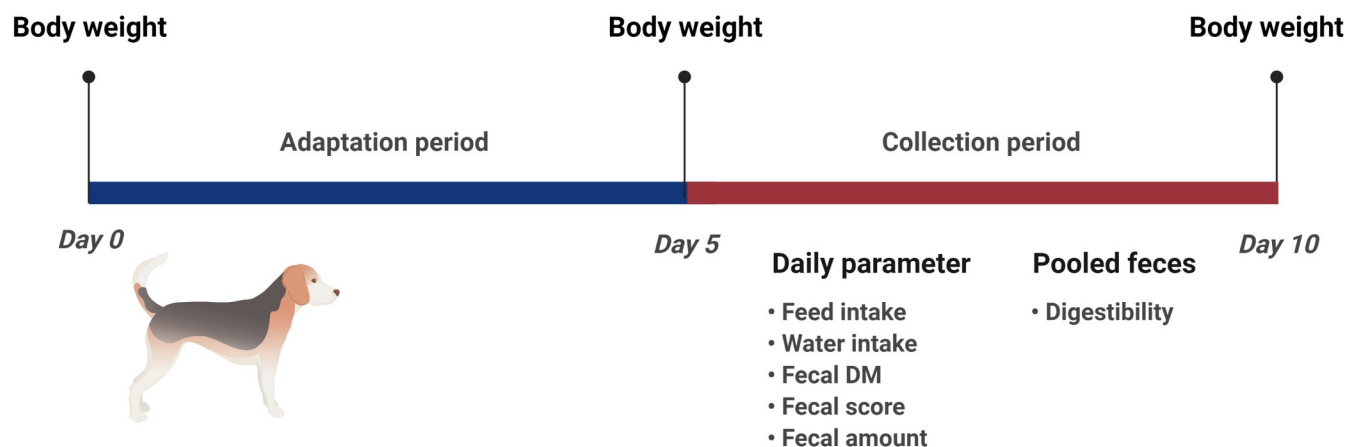 Body weight
Body weight
Body weight
Adaptation period
Collection period
Day 0
Day 5
Day 10
Daily parameter
• Feed intake
• Water intake
• Fecal DM
• Fecal score
• Fecal amount
Pooled feces
• Digestibility